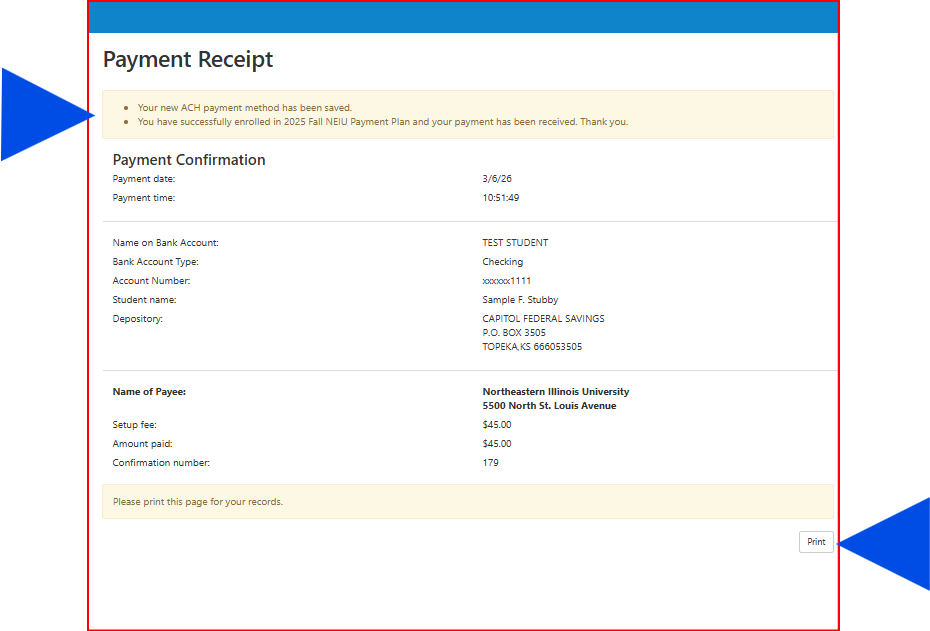 Payment Receipt
Your new ACH payment method has been saved.
You have successfully enrolled in 2025 Fall NEIU Payment Plan and your payment has been received. Thank you.
Payment Confirmation
Payment date: 3/6/26
Payment time: 10:51:49
Name on Bank Account: TEST STUDENT
Bank Account Type: Checking
Account Number: xxxxxx1111
Student name: Sample F. Stubby
Depository: CAPITOL FEDERAL SAVINGS
P.O. BOX 3505
TOPEKA,KS 666053505
Name of Payee: Northeastern Illinois University
5500 North St. Louis Avenue
Setup fee: $45.00
Amount paid: $45.00
Confirmation number: 179
Please print this page for your records.
Print